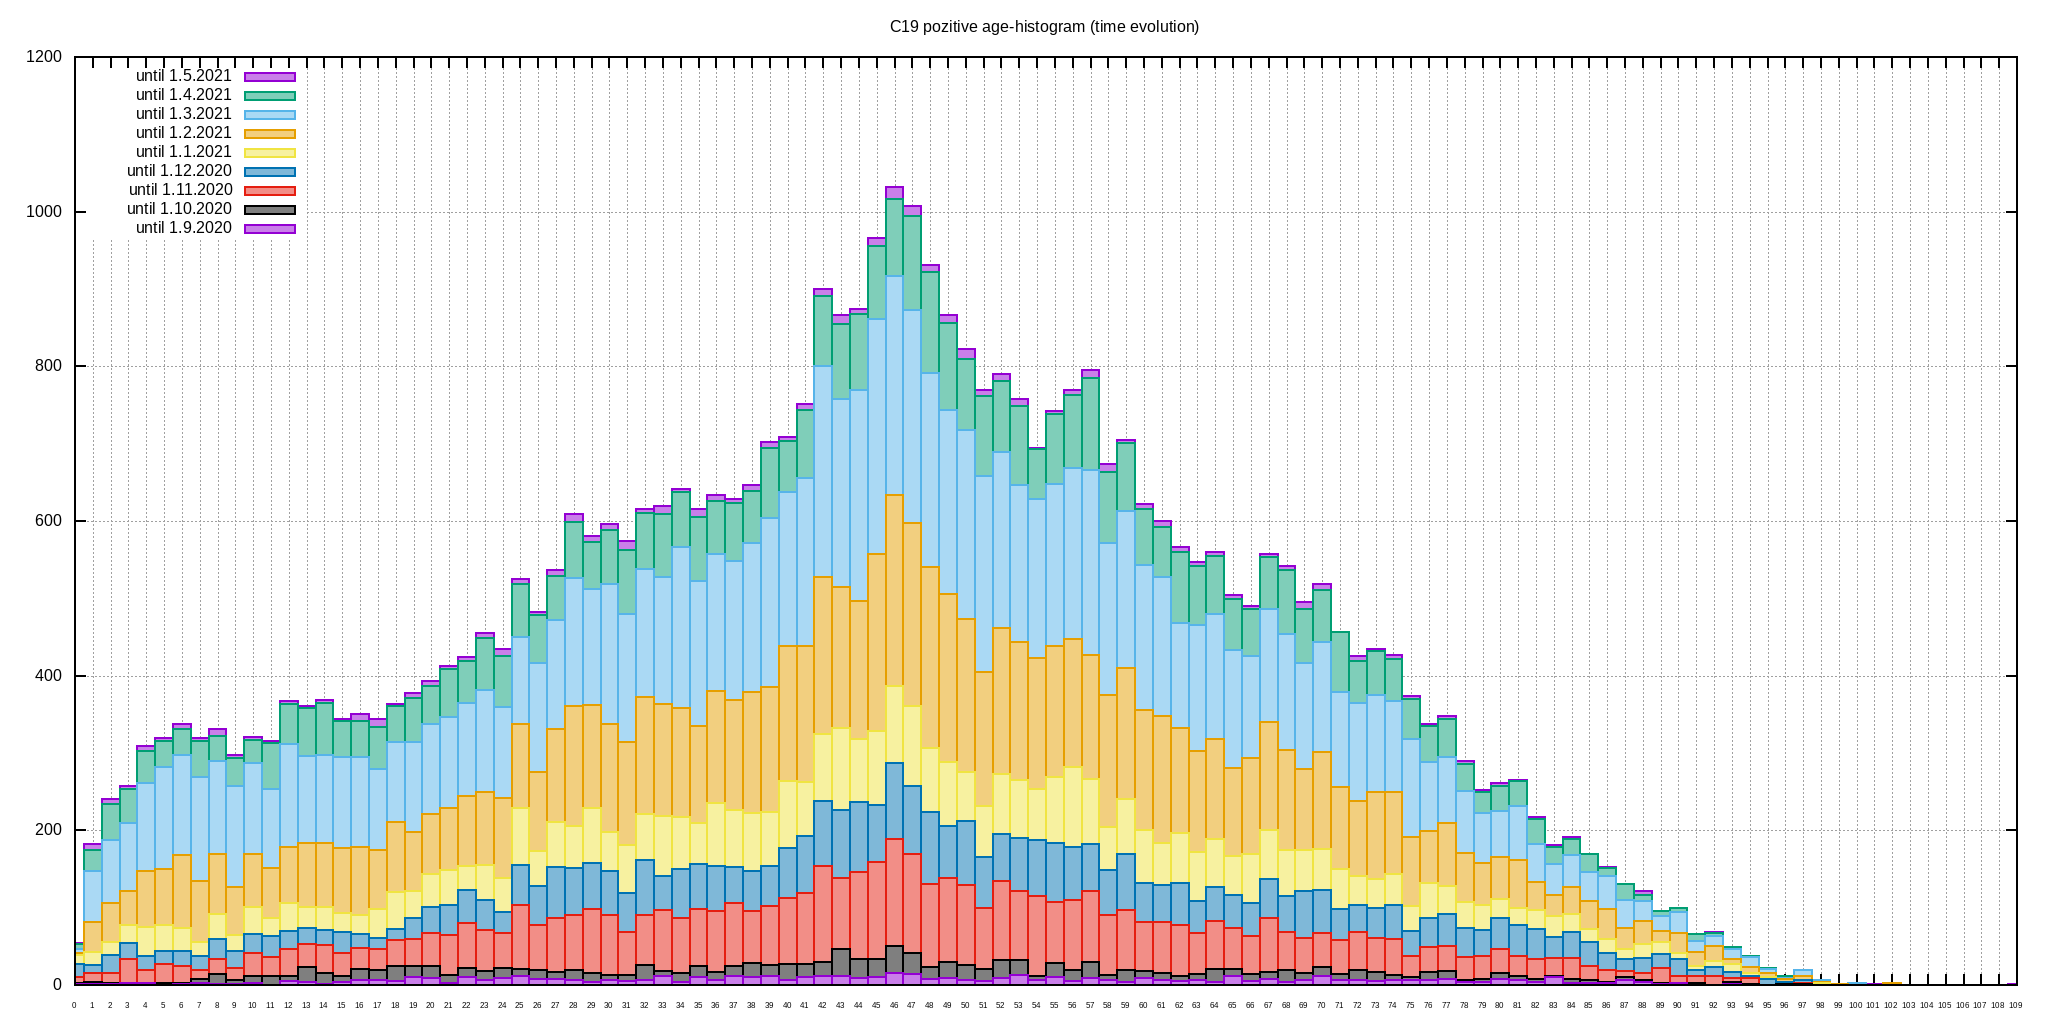 C19 pozitive age-histogram (time evolution)
1200
1000
800
600
400
200
0
until 1.5.2021
until 1.4.2021
until 1.3.2021
until 1.2.2021
until 1.1.2021
until 1.12.2020
until 1.11.2020
until 1.10.2020
until 1.9.2020
0 1 2 3 4 5 6 7 8 9 10 11 12 13 14 15 16 17 18 19 20 21 22 23 24 25 26 27 28 29 30 31 32 33 34 35 36 37 38 39 40 41 42 43 44 45 46 47 48 49 50 51 52 53 54 55 56 57 58 59 60 61 62 63 64 65 66 67 68 69 70 71 72 73 74 75 76 77 78 79 80 81 82 83 84 85 86 87 88 89 90 91 92 93 94 95 96 97 98 99 100 101 102 103 104 105 106 107 108 109